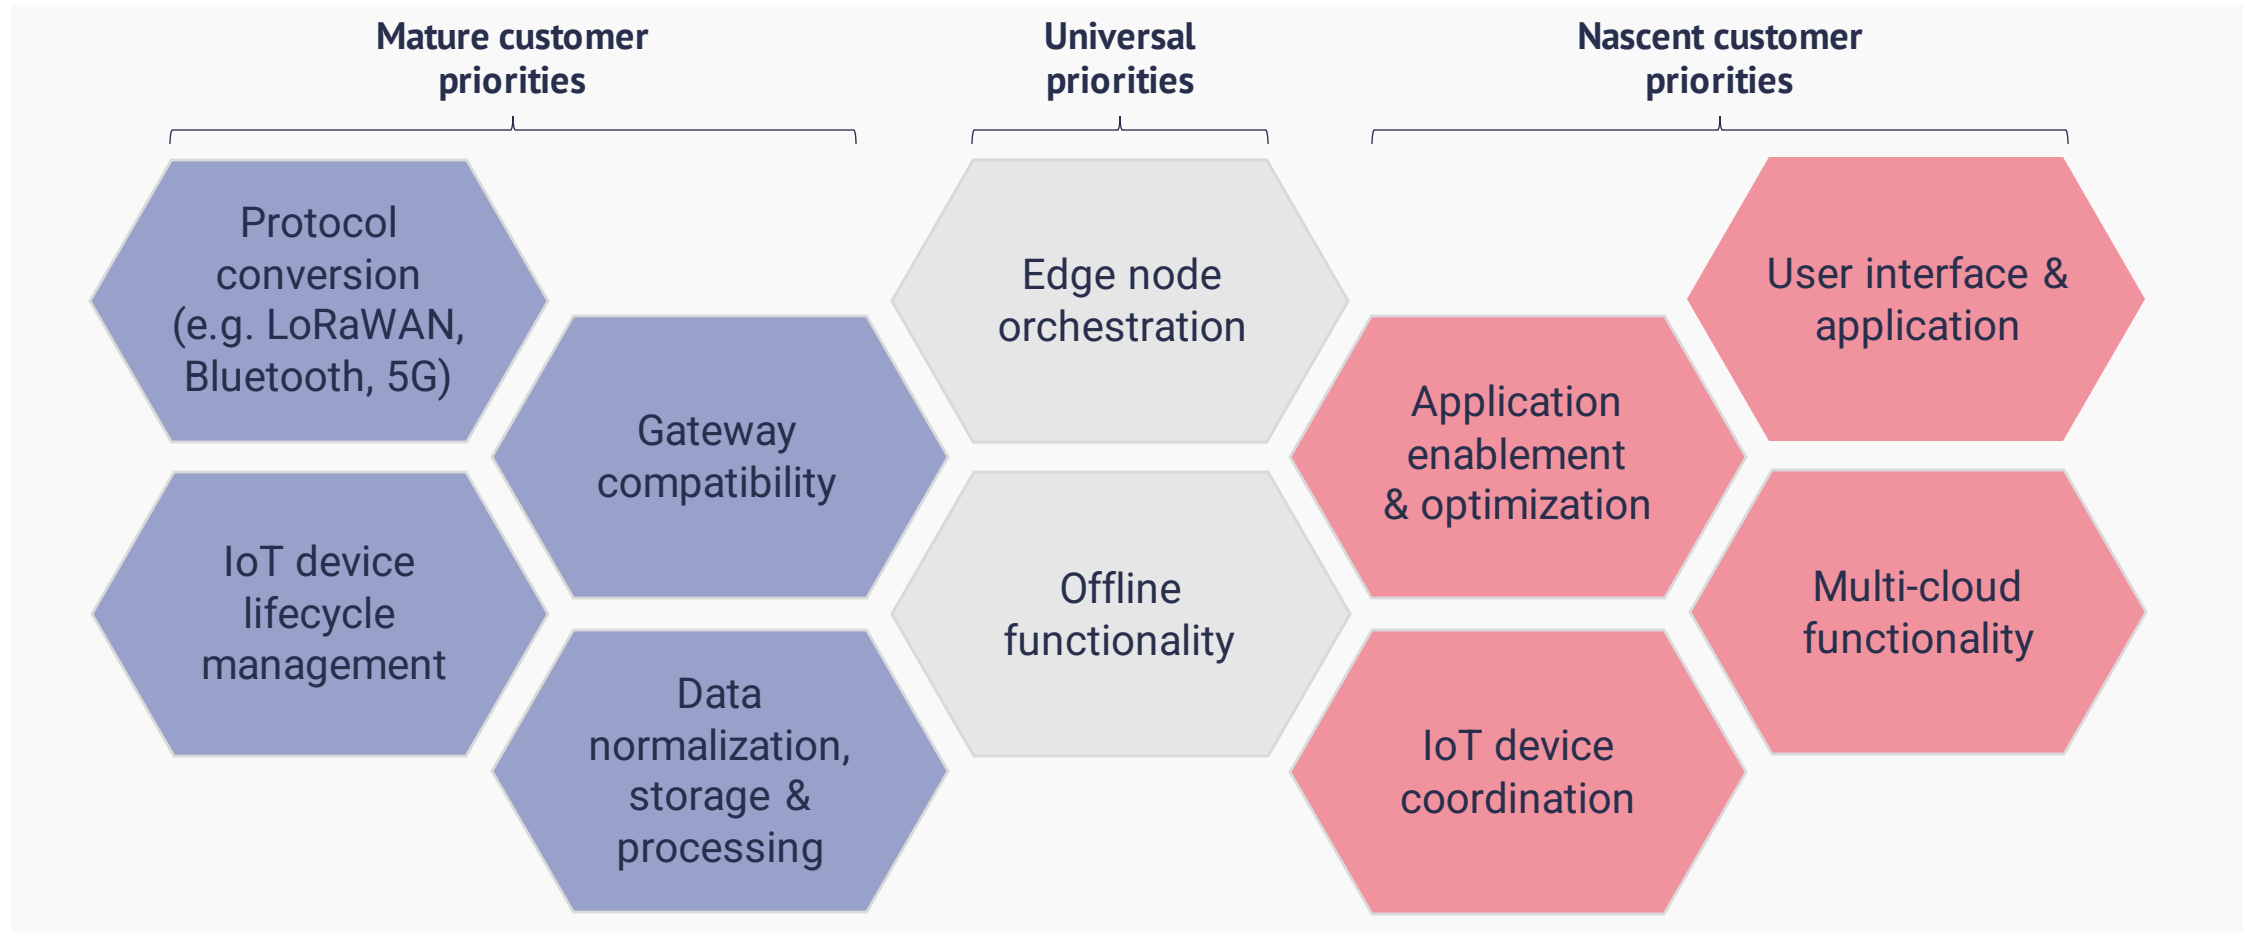 Mature customer
priorities
Universal
priorities
Nascent customer
priorities
Protocol
conversion
(e.g. LoRaWAN,
Bluetooth, 5G)
IoT device
lifecycle
management
Gateway
compatibility
Data
normalization,
storage &
processing
Edge node
orchestration
Offline
functionality
Application
enablement
& optimization
IoT device
coordination
User interface &
application
Multi-cloud
functionality